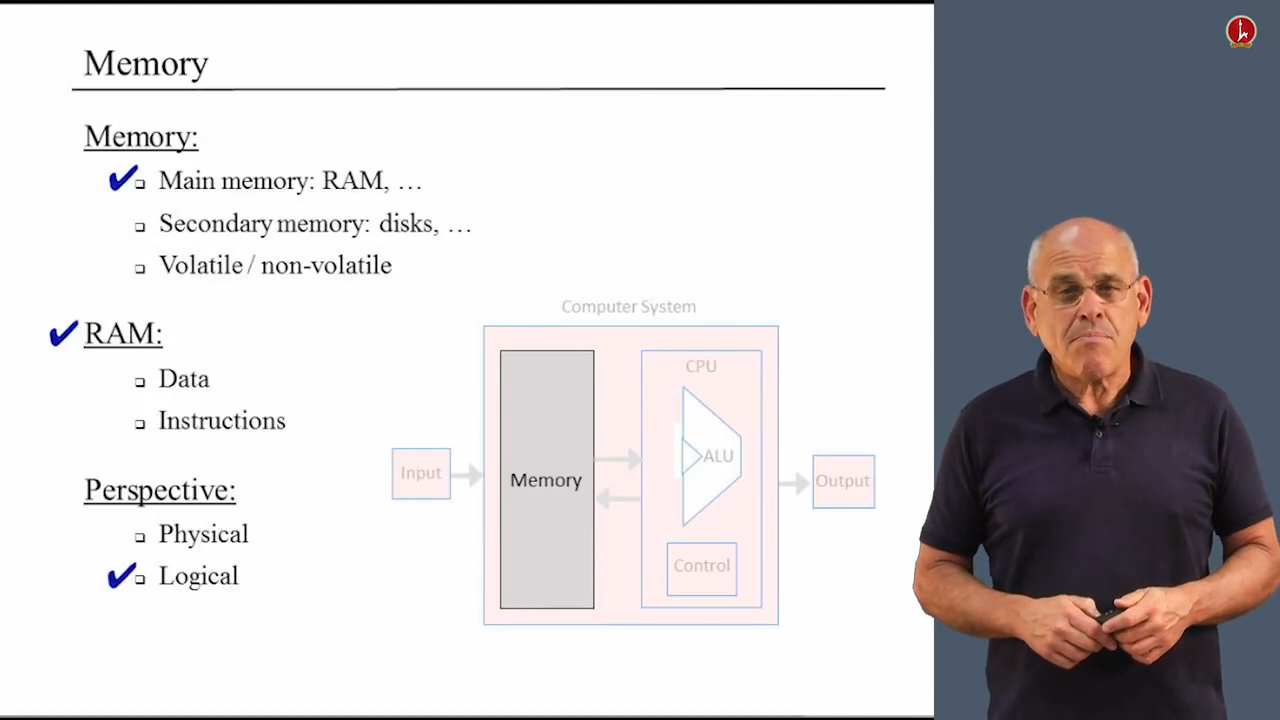 Memory
Memory:
✔ ❑ Main memory: RAM, …
❑ Secondary memory: disks, …
❑ Volatile / non-volatile
✔ RAM:
❑ Data
❑ Instructions
Perspective:
❑ Physical
✔ ❑ Logical
Computer System
Input
Memory
CPU
ALU
Control
Output